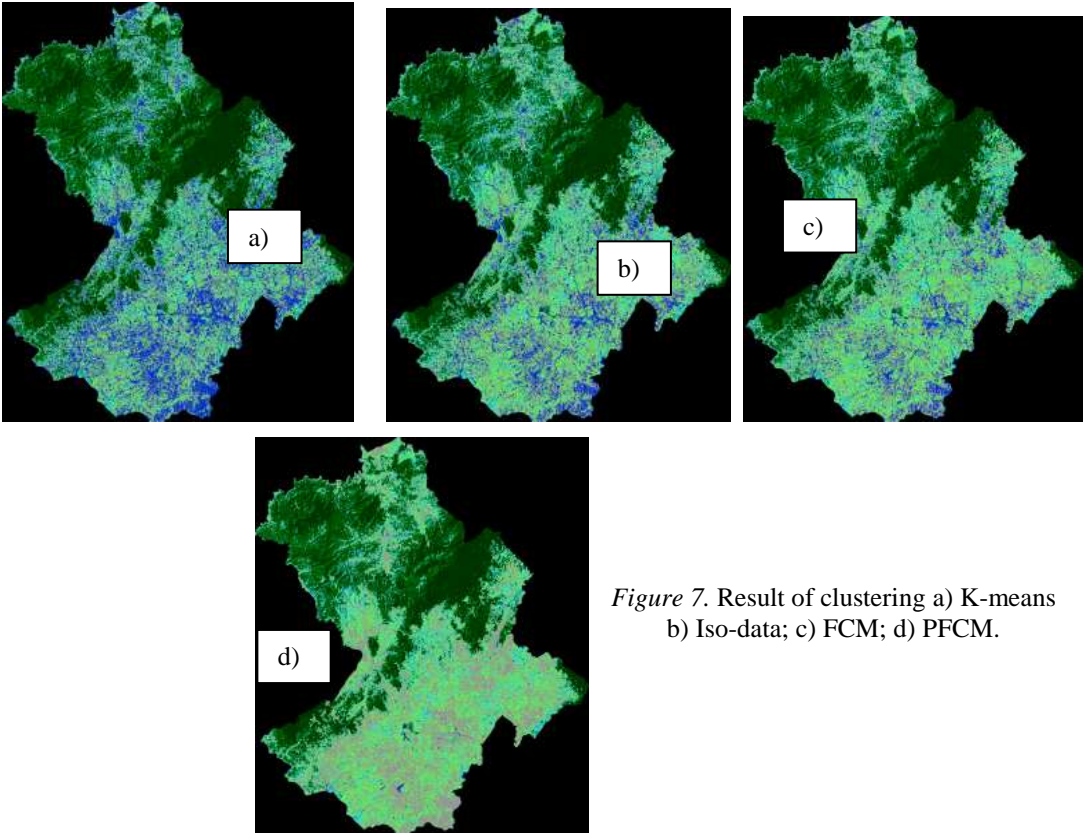 a)
b)
c)
d)
Figure 7. Result of clustering a) K-means
b) Iso-data; c) FCM; d) PFCM.